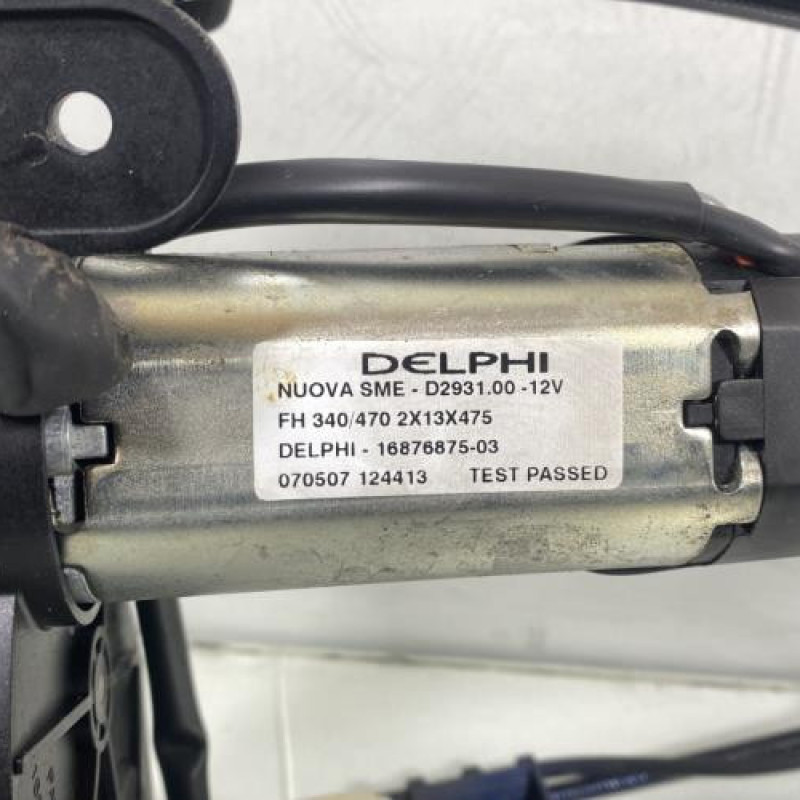 DELPHI
NUOVA SME - D2931.00 -12V
FH 340/470 2X13X475
DELPHI - 16876875-03
070507 124413 TEST PASSED